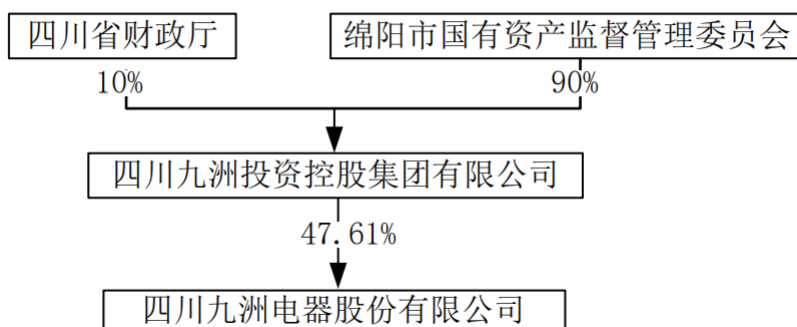 四川省财政厅
绵阳市国有资产监督管理委员会
10%
90%
四川九洲投资控股集团有限公司
47.61%
四川九洲电器股份有限公司